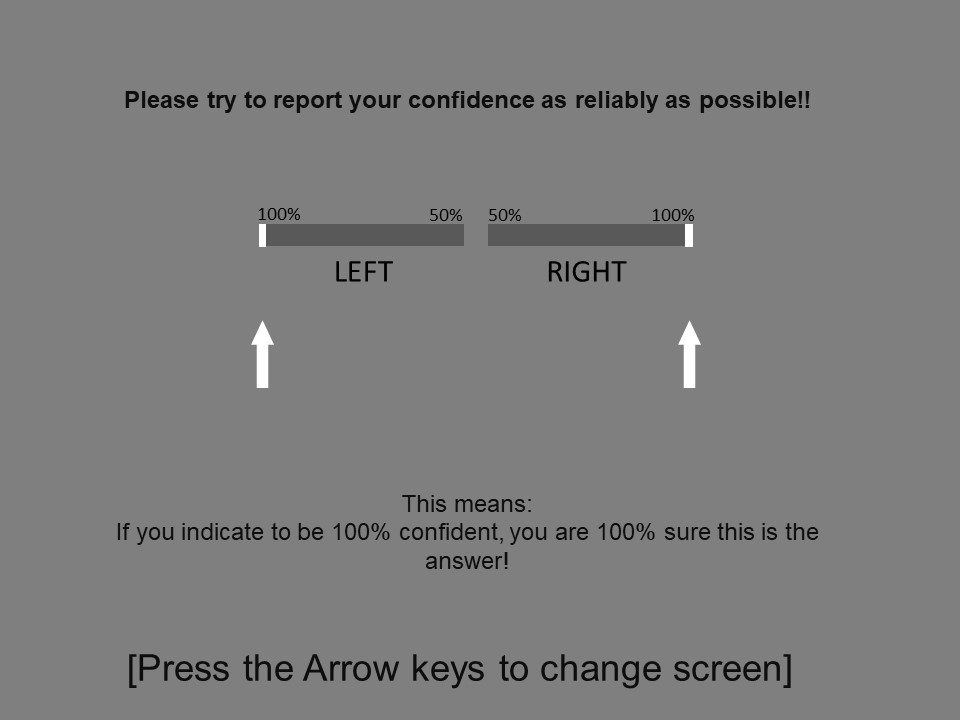 Please try to report your confidence as reliably as possible!!
100% 50% 50% 100%
LEFT RIGHT
This means:
If you indicate to be 100% confident, you are 100% sure this is the
answer!
[Press the Arrow keys to change screen]